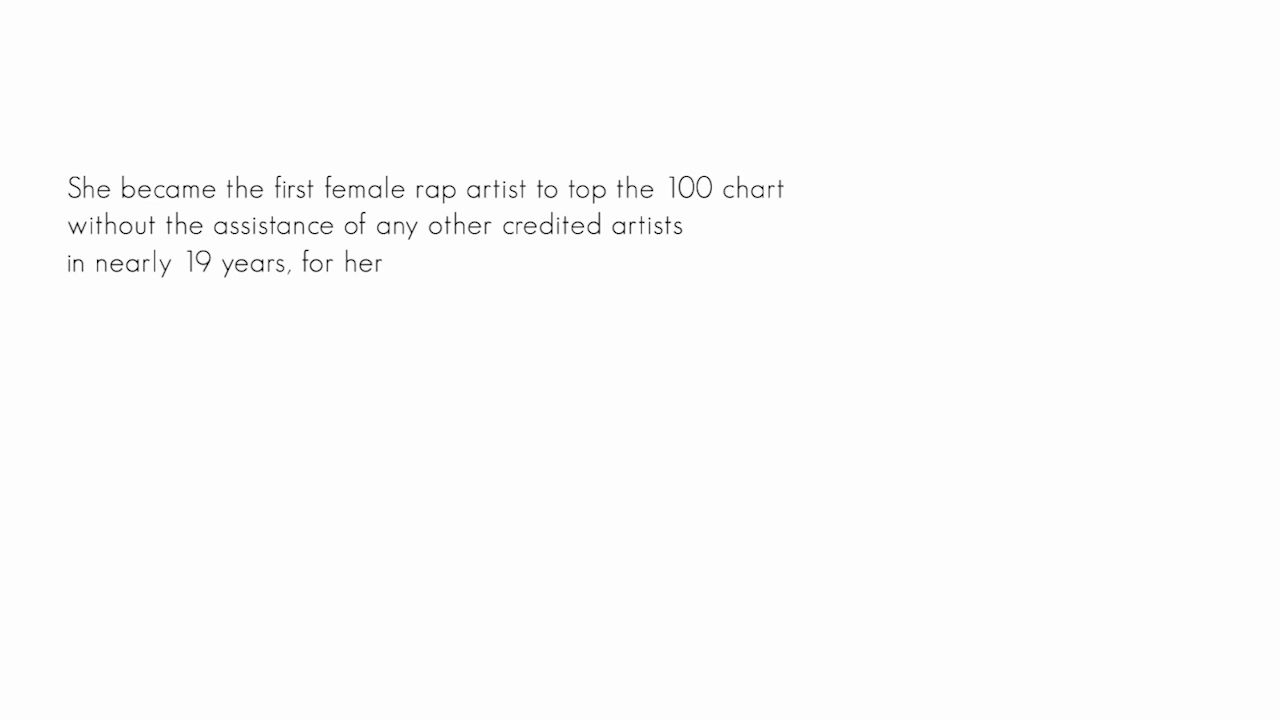 She became the first female rap artist to top the 100 chart
without the assistance of any other credited artists
in nearly 19 years, for her